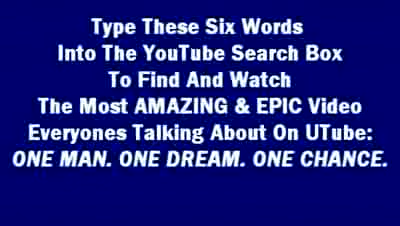 Type These Six Words
Into The YouTube Search Box
To Find And Watch
The Most AMAZING & EPIC Video
Everyones Talking About On UTube:
ONE MAN. ONE DREAM. ONE CHANCE.